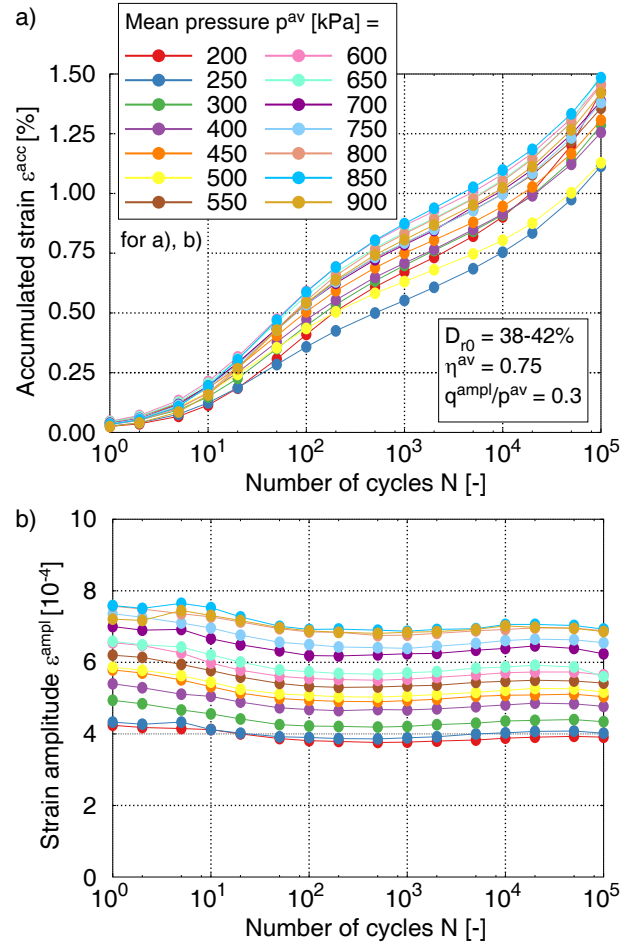 a)
Mean pressure p^av [kPa] =
200 600
250 650
300 700
400 750
450 800
500 850
550 900
for a), b)
1.50
1.25
1.00
0.75
0.50
0.25
0.00
Accumulated strain ε^acc [%]
D_r0 = 38-42%
η^av = 0.75
q^ampl/p^av = 0.3
10^0 10^1 10^2 10^3 10^4 10^5
Number of cycles N [-]
b)
10
8
6
4
2
0
Strain amplitude ε^ampl [10^-4]
10^0 10^1 10^2 10^3 10^4 10^5
Number of cycles N [-]